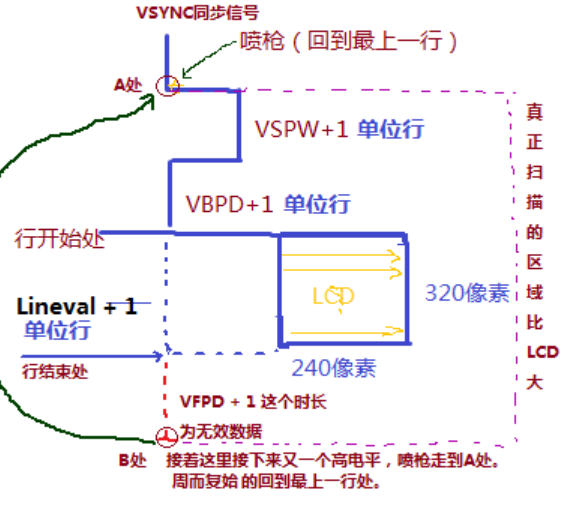 VSYNC同步信号
喷枪（回到最上一行）
A处
VSPW+1 单位行
真正扫描的区域比LCD大
VBPD+1 单位行
行开始处
LCD
320像素
Lineval + 1
单位行
行结束处
240像素
VFPD + 1 这个时长
为无效数据
B处 接着这里接下来又一个高电平，喷枪走到A处。
周而复始的回到最上一行处。